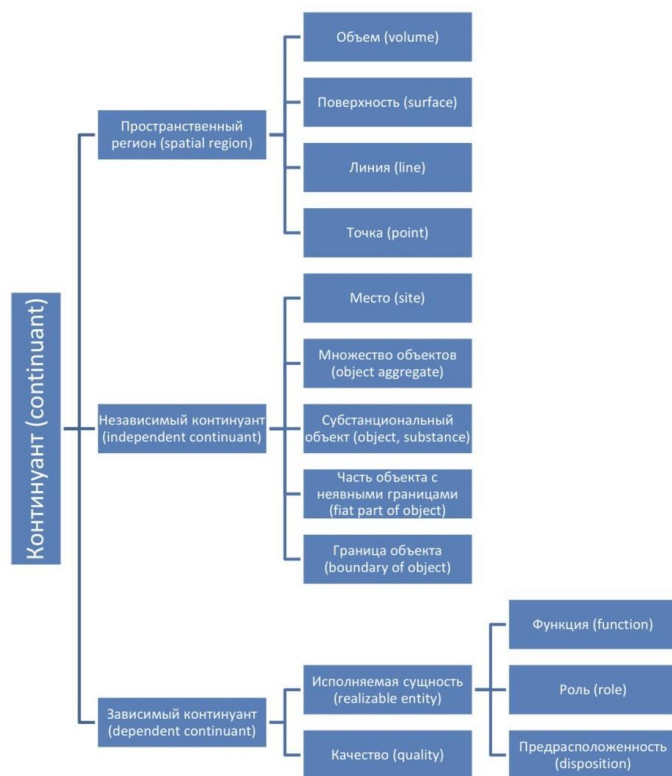 Объем (volume)
Поверхность (surface)
Пространственный
регион (spatial region)
Линия (line)
Точка (point)
Континуант (continuant)
Место (site)
Множество объектов
(object aggregate)
Независимый континуант
(independent continuant)
Субстанциональный
объект (object, substance)
Часть объекта с
неявными границами
(fiat part of object)
Граница объекта
(boundary of object)
Зависимый континуант
(dependent continuant)
Исполняемая сущность
(realizable entity)
Функция (function)
Роль (role)
Предрасположенность
(disposition)
Качество (quality)